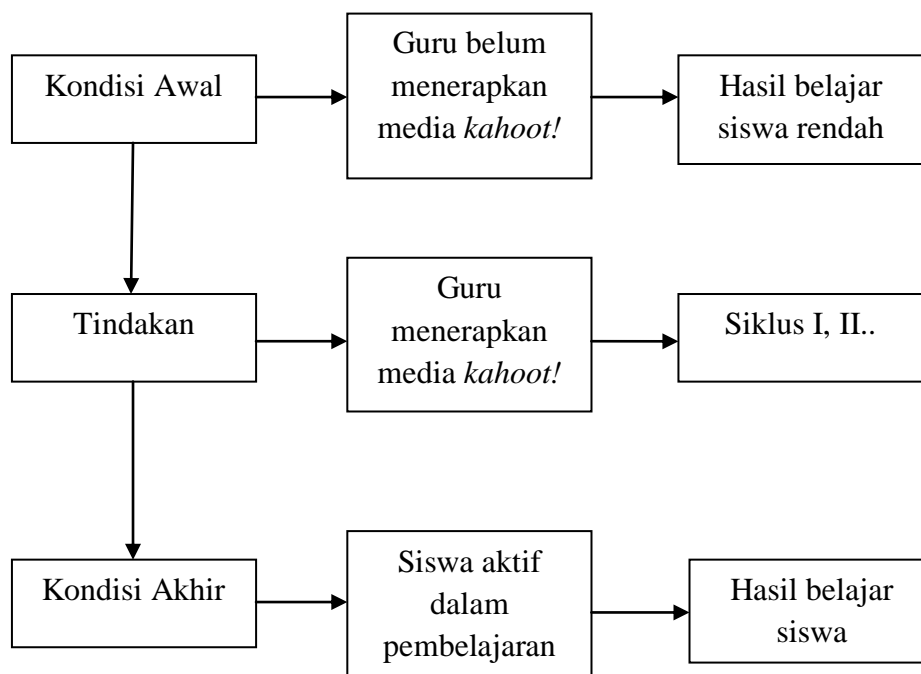 Kondisi Awal
Guru belum
menerapkan
media kahoot!
Hasil belajar
siswa rendah
Tindakan
Guru
menerapkan
media kahoot!
Siklus I, II..
Kondisi Akhir
Siswa aktif
dalam
pembelajaran
Hasil belajar
siswa